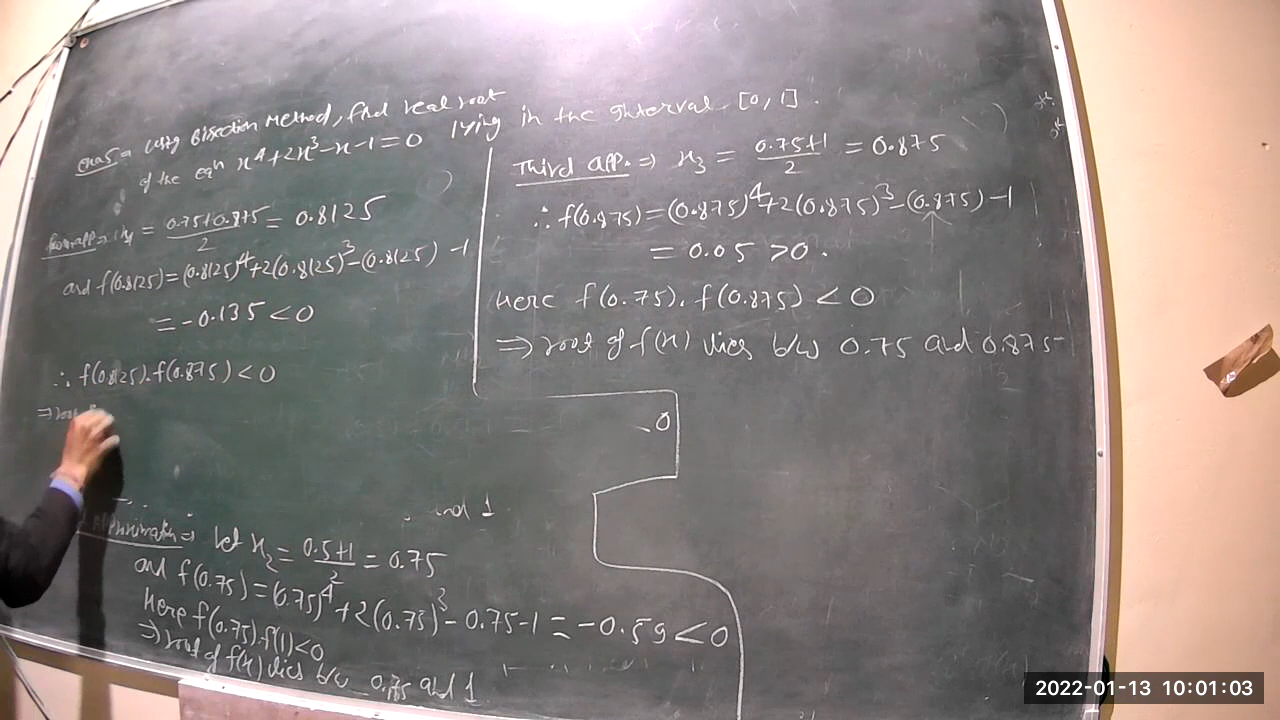 Using Bisection Method, find real root
of the eqn x^4+2x^3-x-1=0 lying in the interval [0,1].
x4 = (0.75+0.875)/2 = 0.8125
and f(0.8125)=(0.8125)^4+2(0.8125)^3-(0.8125)-1
= -0.135 <0
∴ f(0.8125).f(0.875)<0
⇒ root
Third app. ⇒ x3 = (0.75+1)/2 = 0.875
∴ f(0.875)=(0.875)^4+2(0.875)^3-(0.875)-1
= 0.05 >0.
Here f(0.75).f(0.875) <0
⇒ root of f(x) lies b/w 0.75 and 0.875
0
and 1
Approximation ⇒ Let x2 = (0.5+1)/2 = 0.75
and f(0.75)=(0.75)^4+2(0.75)^3-0.75-1=-0.59<0
Here f(0.75).f(1)<0
⇒ root of f(x) lies b/w 0.75 and 1
2022-01-13 10:01:03